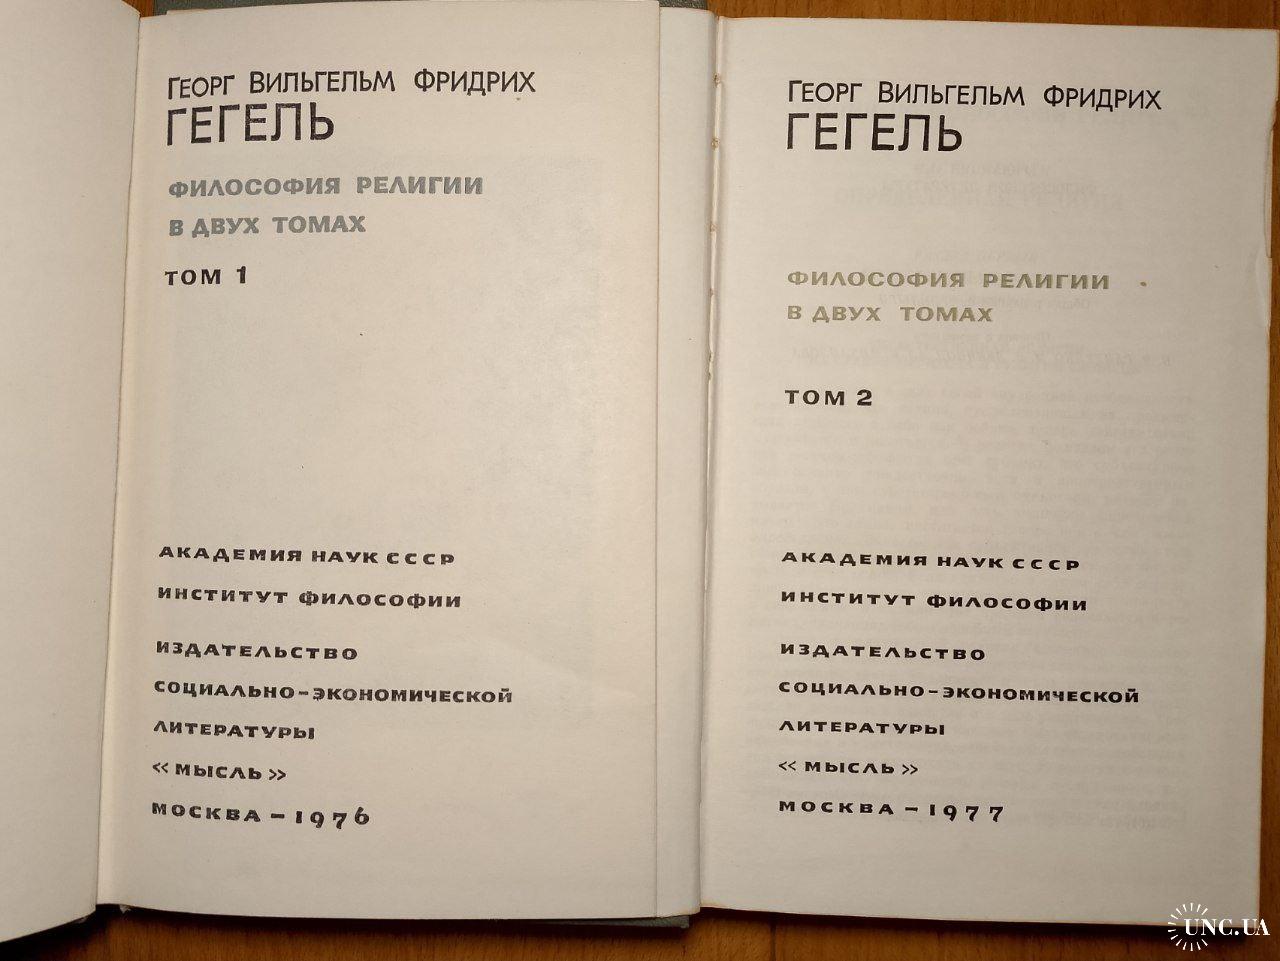 ГЕОРГ ВИЛЬГЕЛЬМ ФРИДРИХ
ГЕГЕЛЬ
ФИЛОСОФИЯ РЕЛИГИИ
В ДВУХ ТОМАХ
ТОМ 1
АКАДЕМИЯ НАУК СССР
ИНСТИТУТ ФИЛОСОФИИ
ИЗДАТЕЛЬСТВО
СОЦИАЛЬНО-ЭКОНОМИЧЕСКОЙ
ЛИТЕРАТУРЫ
«МЫСЛЬ»
МОСКВА – 1976
ГЕОРГ ВИЛЬГЕЛЬМ ФРИДРИХ
ГЕГЕЛЬ
ФИЛОСОФИЯ РЕЛИГИИ
В ДВУХ ТОМАХ
ТОМ 2
АКАДЕМИЯ НАУК СССР
ИНСТИТУТ ФИЛОСОФИИ
ИЗДАТЕЛЬСТВО
СОЦИАЛЬНО-ЭКОНОМИЧЕСКОЙ
ЛИТЕРАТУРЫ
«МЫСЛЬ»
МОСКВА – 1977
UNC.UA